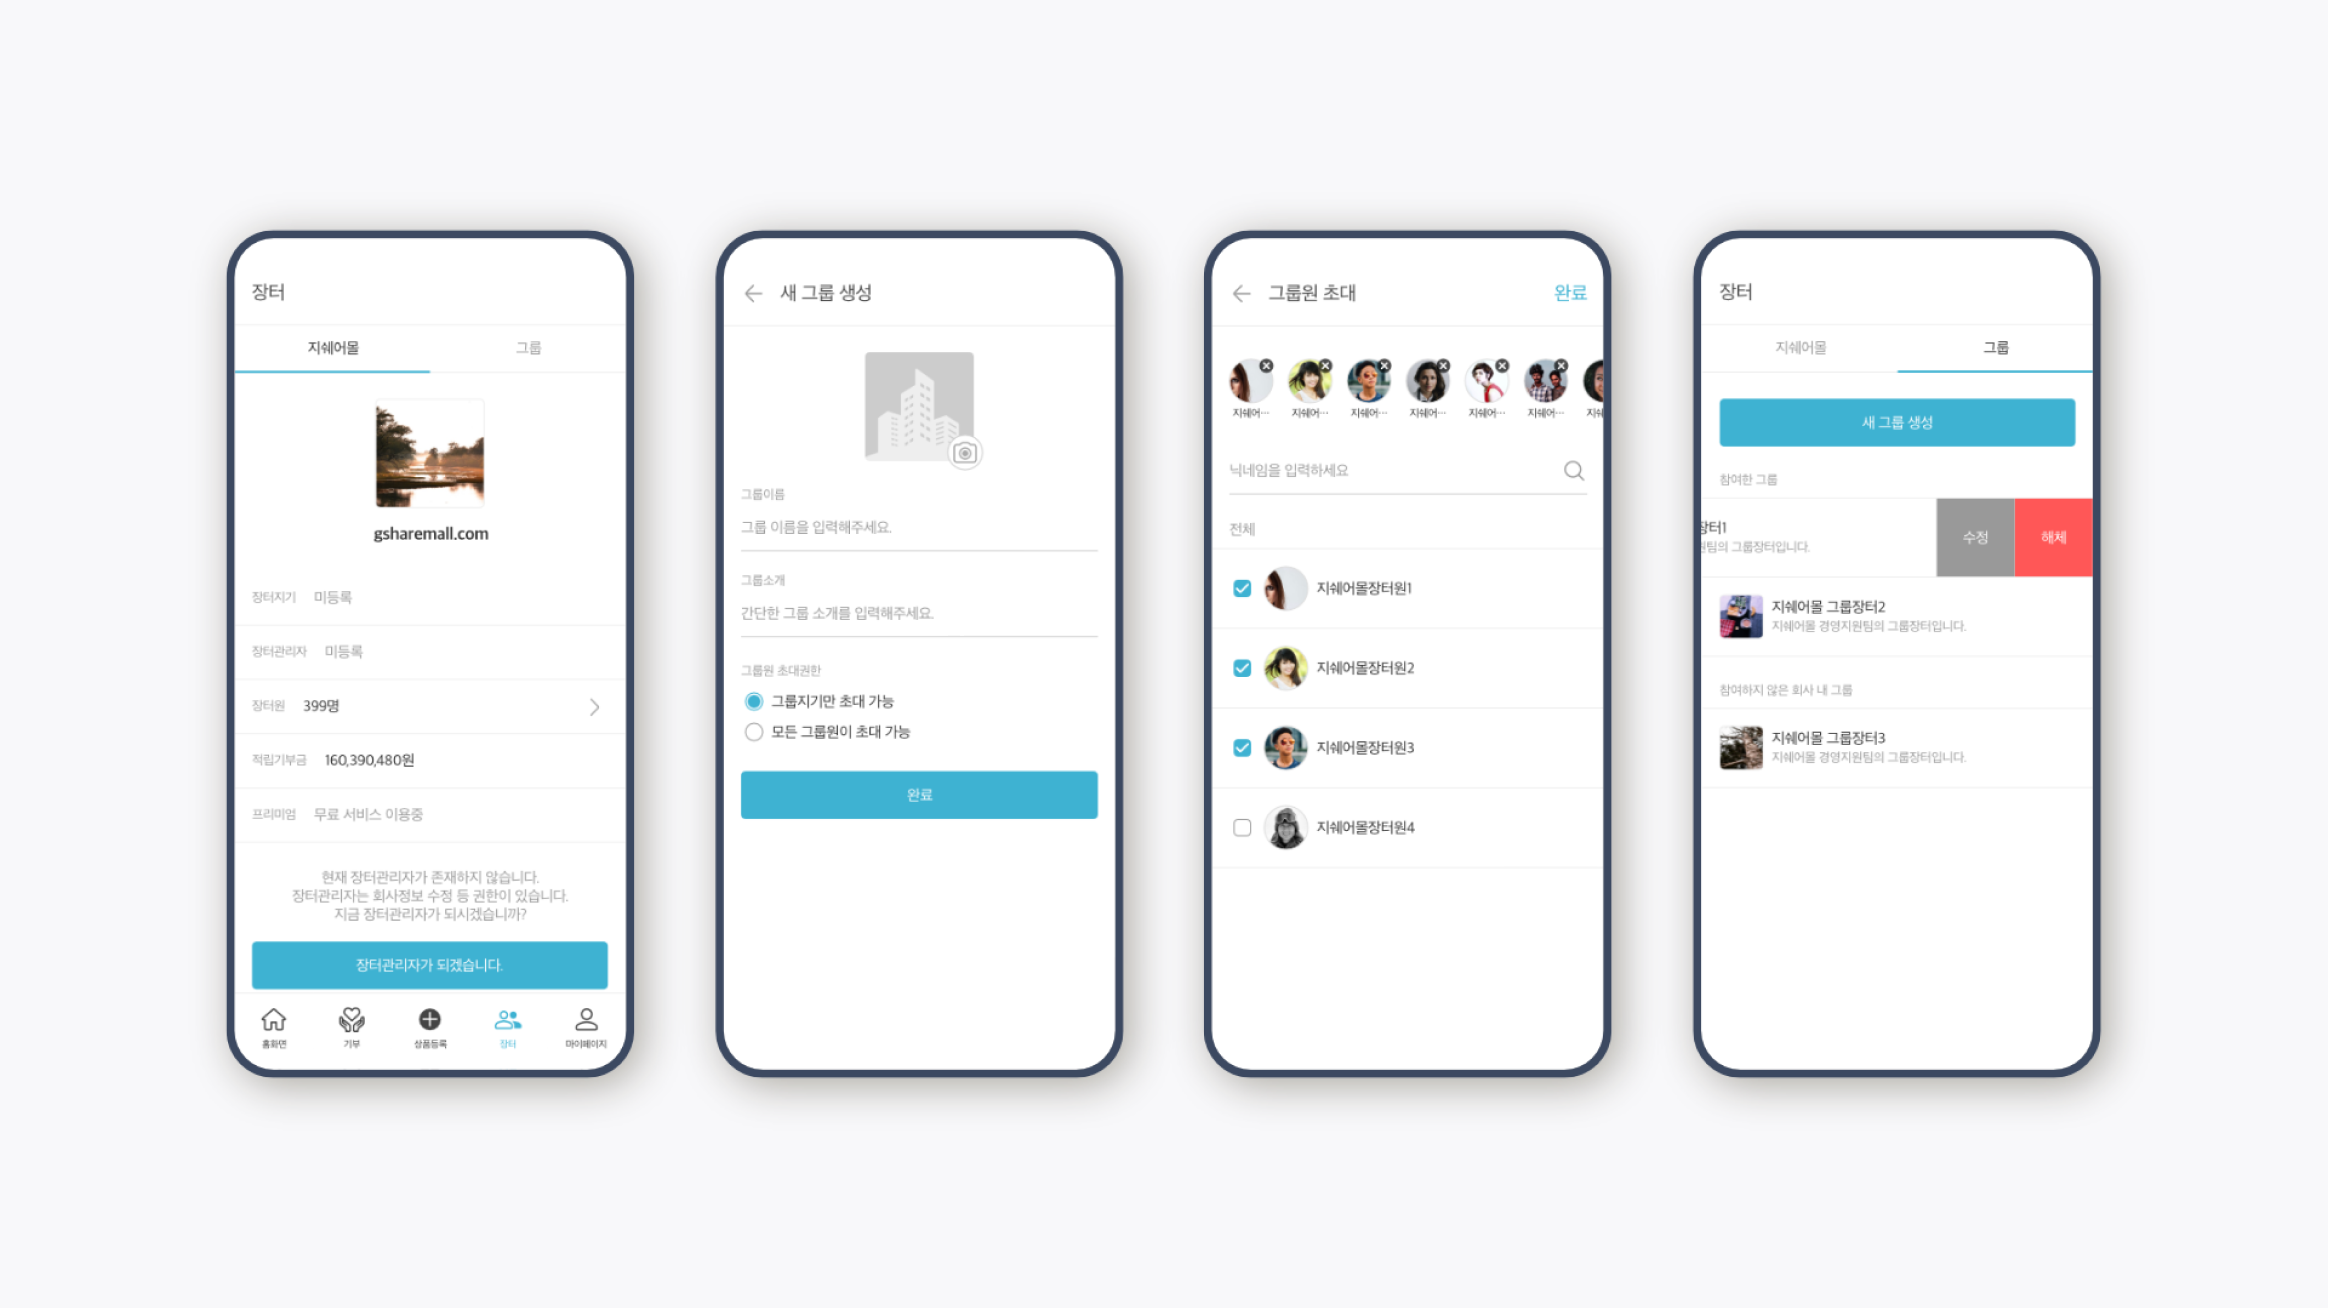 장터
지쉐어몰
그룹
gsharemall.com
장터지기 미등록
장터관리자 미등록
장터원 399명
적립기부금 160,390,480원
프리미엄 무료 서비스 이용중
현재 장터관리자가 존재하지 않습니다.
장터관리자는 회사정보 수정 등 권한이 있습니다.
지금 장터관리자가 되시겠습니까?
장터관리자가 되겠습니다.
홈화면
기부
상품등록
장터
마이페이지
새 그룹 생성
그룹이름
그룹 이름을 입력해주세요.
그룹소개
간단한 그룹 소개를 입력해주세요.
그룹원 초대권한
그룹지기만 초대 가능
모든 그룹원이 초대 가능
완료
그룹원 초대
완료
지쉐어···
지쉐어···
지쉐어···
지쉐어···
지쉐어···
지쉐어···
지쉐
닉네임을 입력하세요
전체
지쉐어몰장터원1
지쉐어몰장터원2
지쉐어몰장터원3
지쉐어몰장터원4
장터
지쉐어몰
그룹
새 그룹 생성
참여한 그룹
장터1
원팀의 그룹장터입니다.
수정
해체
지쉐어몰 그룹장터2
지쉐어몰 경영지원팀의 그룹장터입니다.
참여하지 않은 회사 내 그룹
지쉐어몰 그룹장터3
지쉐어몰 경영지원팀의 그룹장터입니다.